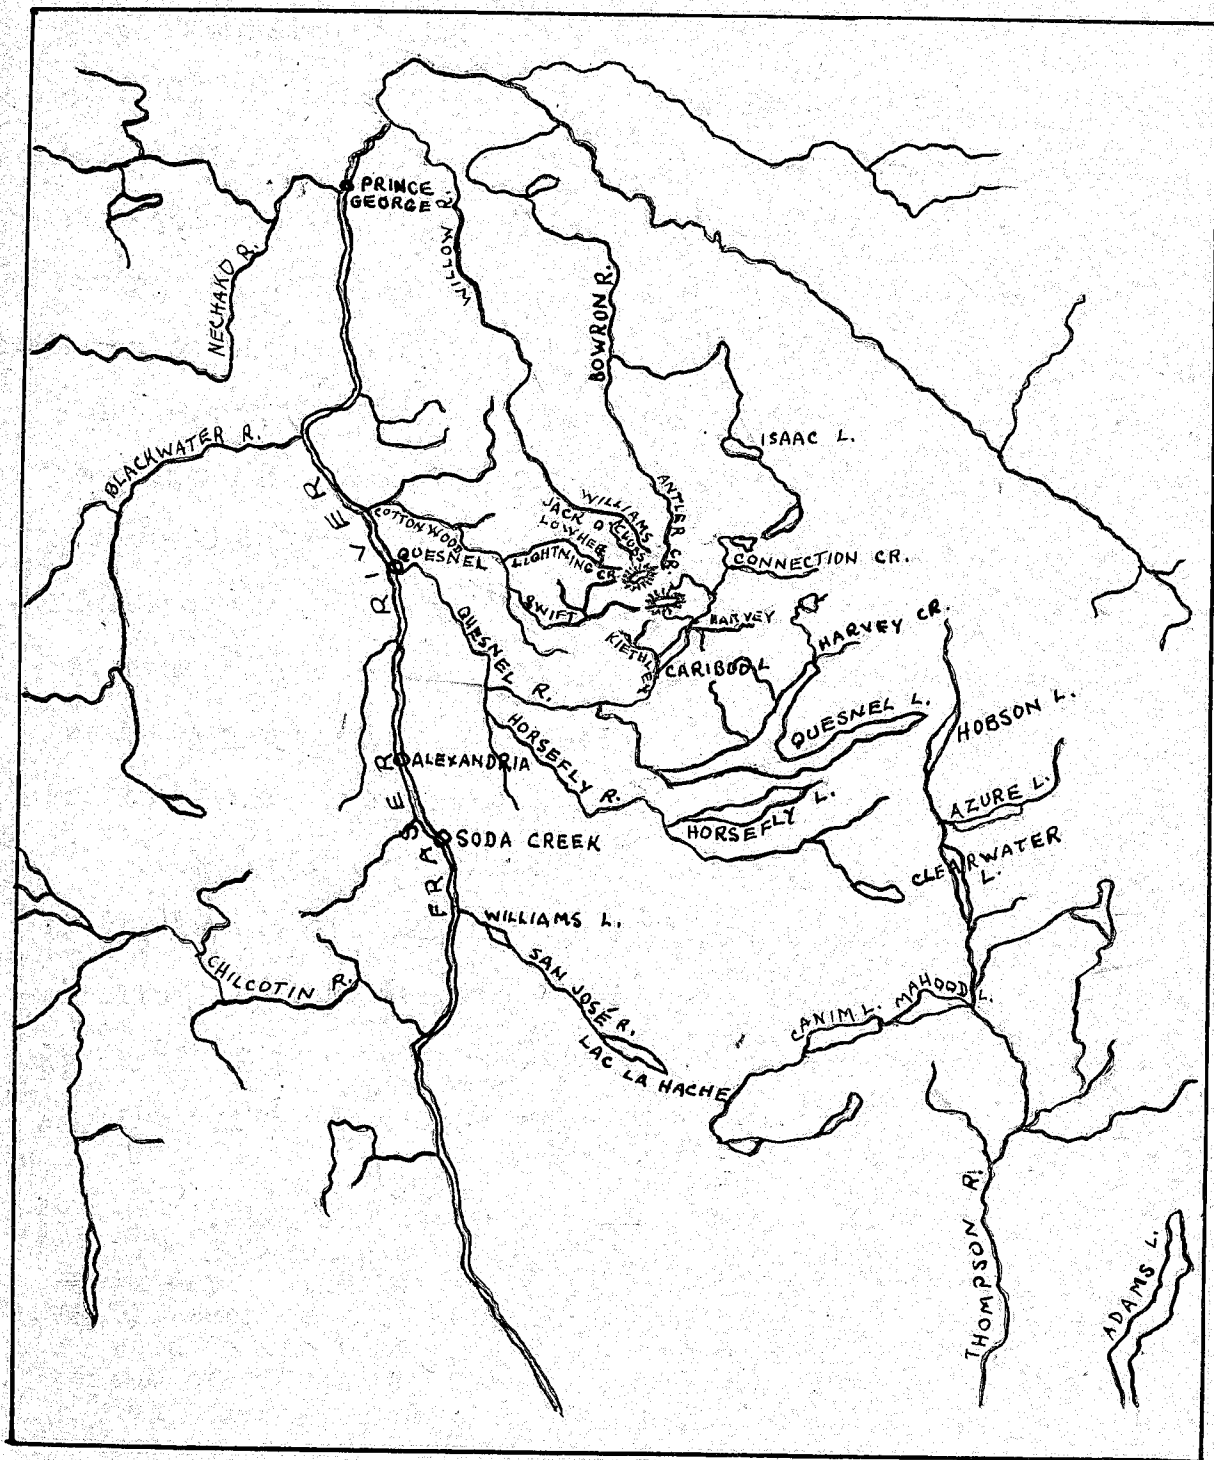 PRINCE
GEORGE
WILLOW R.
NECHAKO R.
BOWRON R.
ISAAC L.
BLACKWATER R.
FRASER RIVER
ANTLER CR.
WILLIAMS
JACK O' CLUBS
LOWHEE
COTTONWOOD
LIGHTNING CR
QUESNEL
CONNECTION CR.
SWIFT
HARVEY
HARVEY CR.
KIETHLEY
CARIBOO L
QUESNEL R.
QUESNEL L.
HOBSON L.
HORSEFLY R.
ALEXANDRIA
HORSEFLY L.
AZURE L.
SODA CREEK
CLEARWATER
L.
WILLIAMS L.
SAN JOSÉ R.
CHILCOTIN R.
CANIM L.
MAHOOD L.
LAC LA HACHE
THOMPSON R.
ADAMS L.